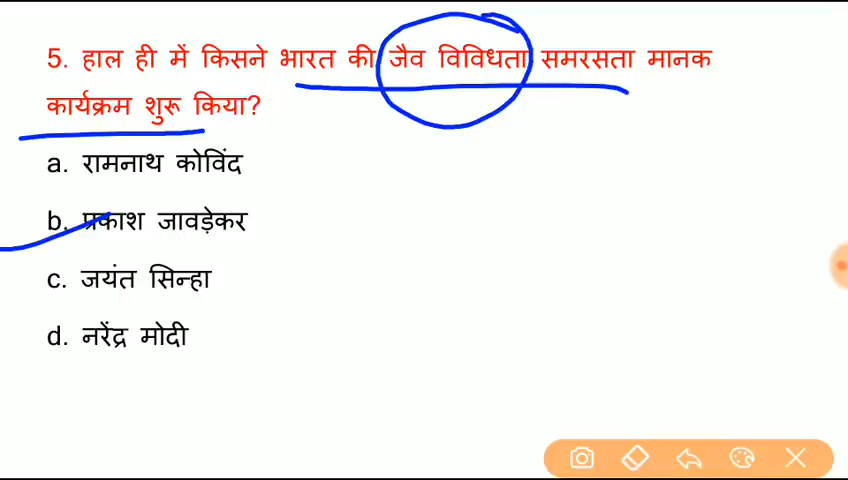 5. हाल ही में किसने भारत की जैव विविधता समरसता मानक
कार्यक्रम शुरू किया?
a. रामनाथ कोविंद
b. प्रकाश जावड़ेकर
c. जयंत सिन्हा
d. नरेंद्र मोदी